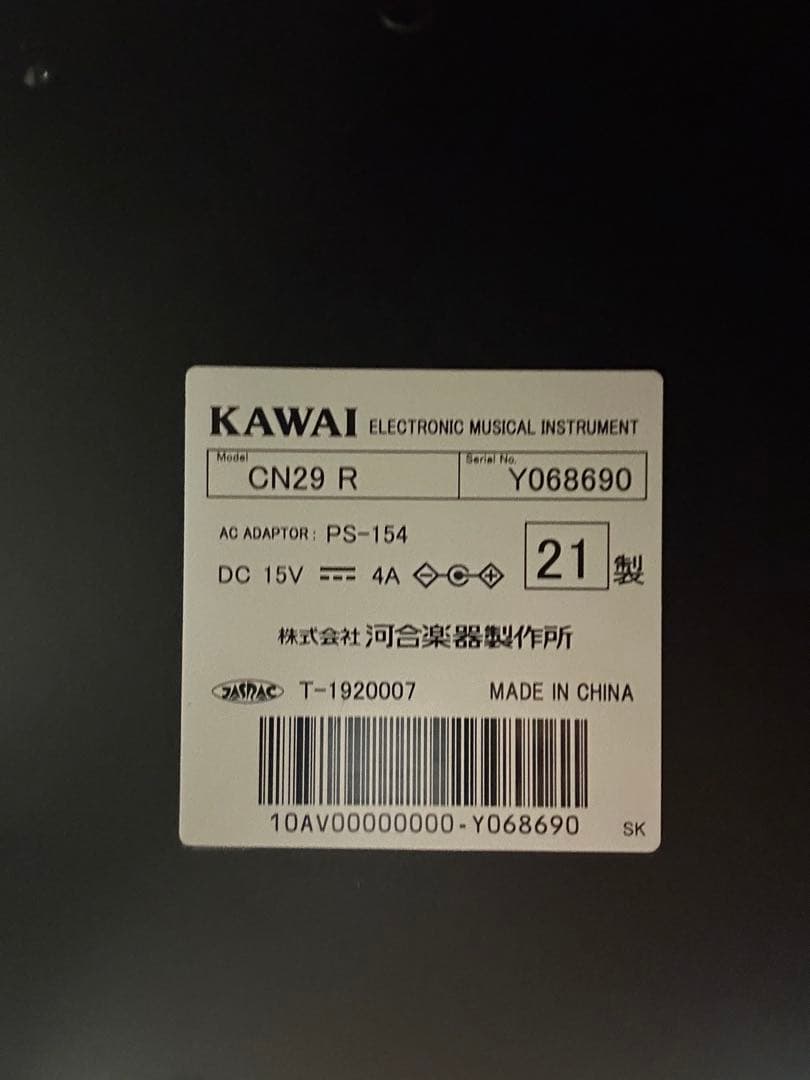 KAWAI ELECTRONIC MUSICAL INSTRUMENT
Model CN29 R Serial No. Y068690
AC ADAPTOR: PS-154
DC 15V 4A 21 製
株式会社 河合楽器製作所
JASRAC T-1920007 MADE IN CHINA
10AV00000000-Y068690 SK